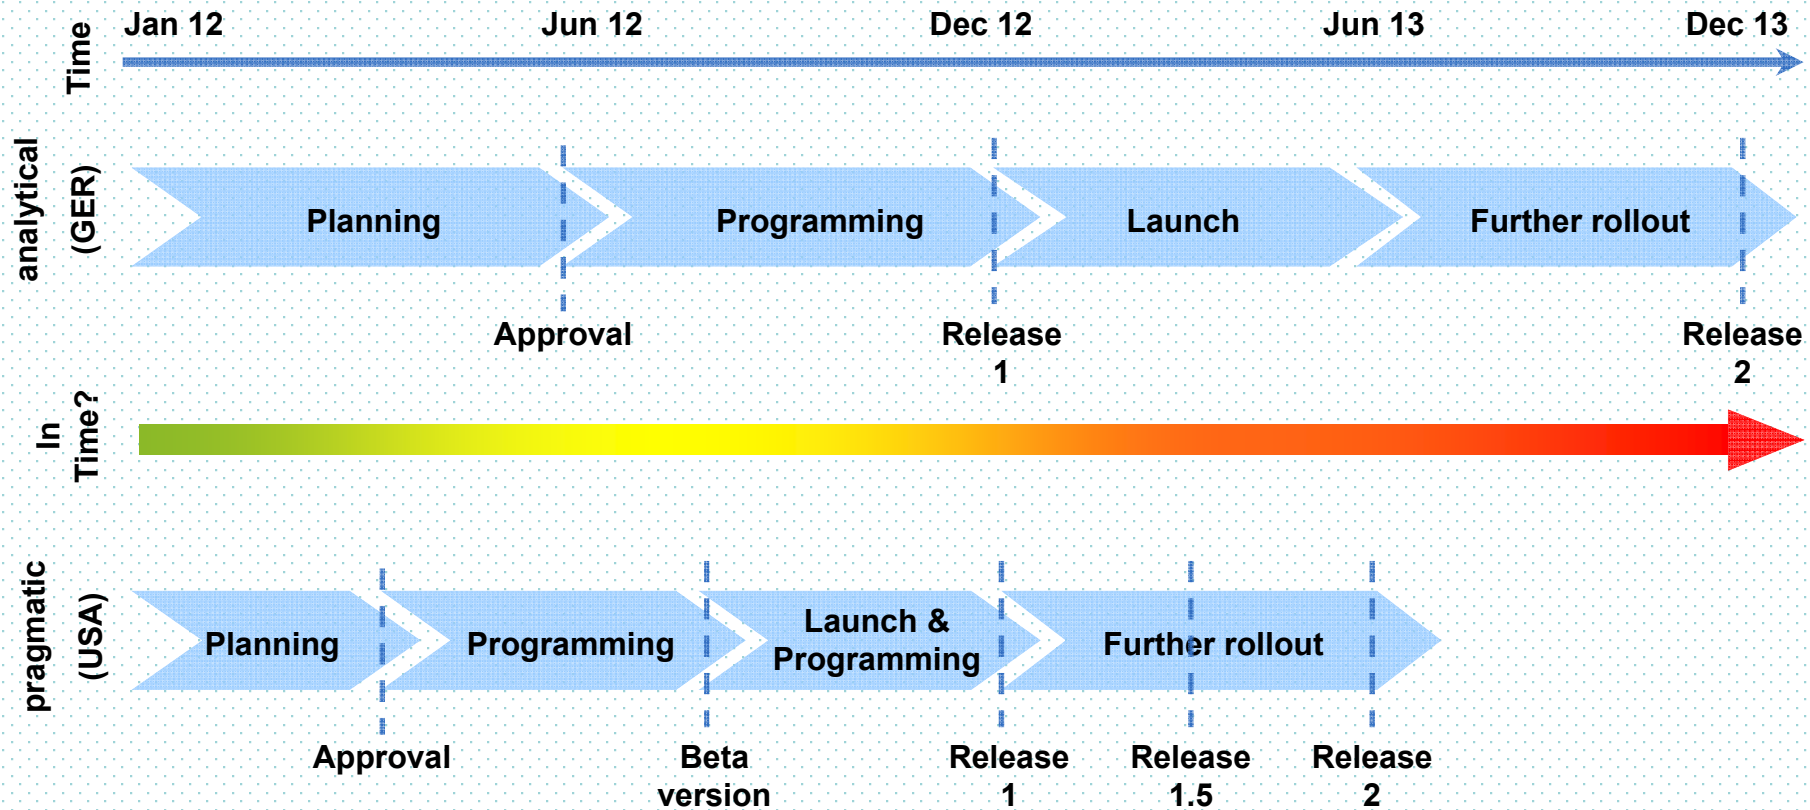 Jan 12
Jun 12
Dec 12
Jun 13
Dec 13
Time
analytical
(GER)
Planning
Programming
Launch
Further rollout
Approval
Release
1
Release
2
In
Time?
pragmatic
(USA)
Planning
Programming
Launch &
Programming
Further rollout
Approval
Beta
version
Release
1
Release
1.5
Release
2